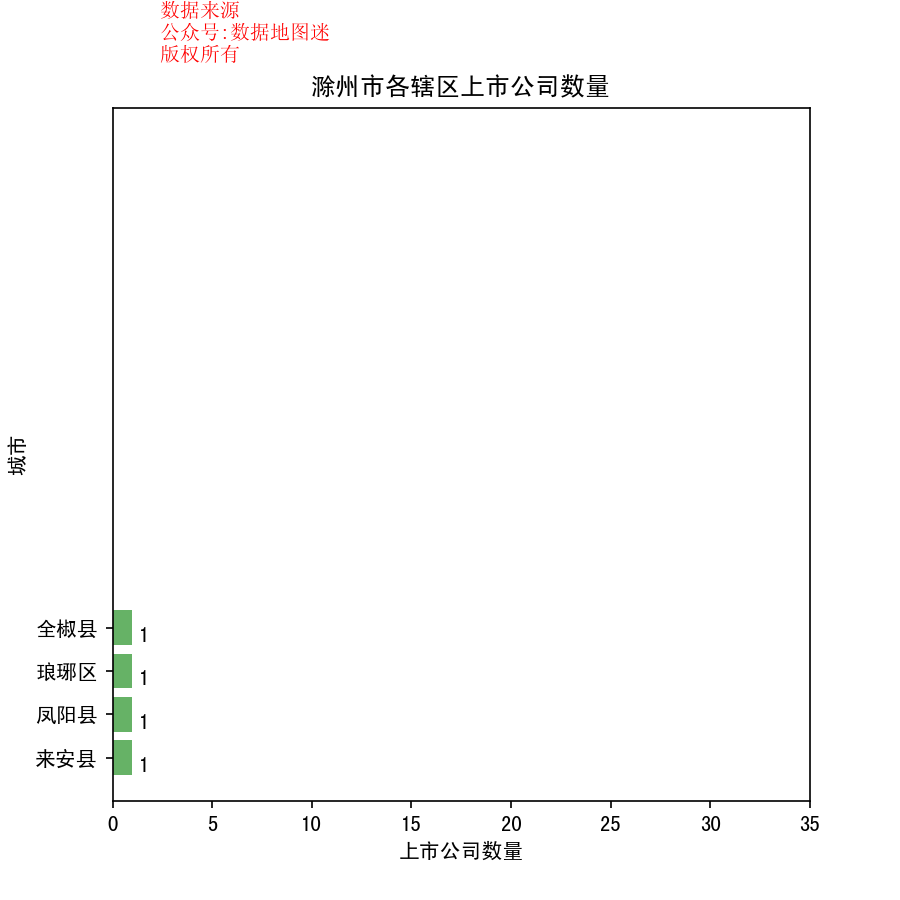 数据来源
公众号:数据地图迷
版权所有
滁州市各辖区上市公司数量
城市
全椒县 1
琅琊区 1
凤阳县 1
来安县 1
0 5 10 15 20 25 30 35
上市公司数量